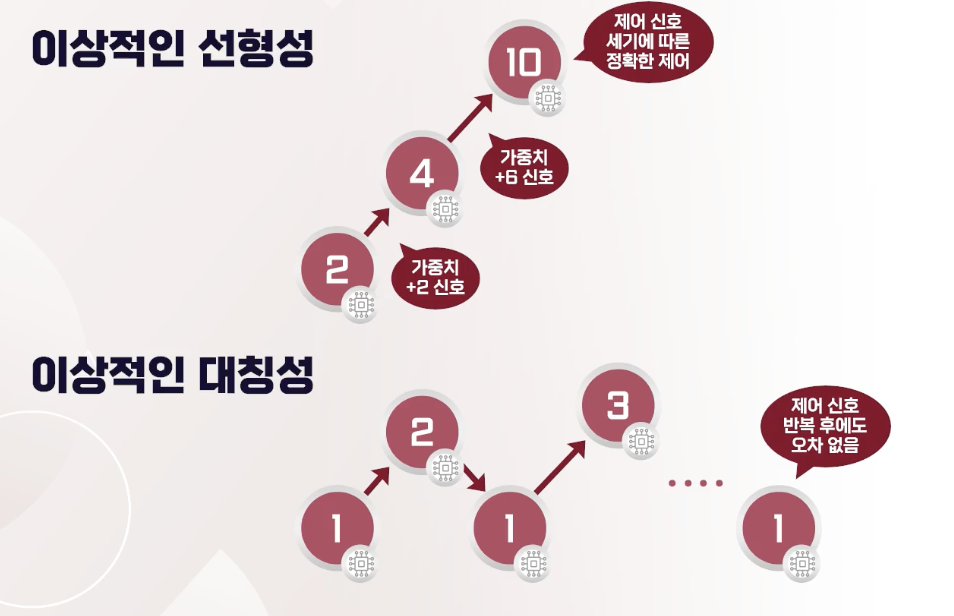 이상적인 선형성
10
제어 신호
세기에 따른
정확한 제어
4
가중치
+6 신호
2
가중치
+2 신호
이상적인 대칭성
3
2
제어 신호
반복 후에도
오차 없음
1
1
1